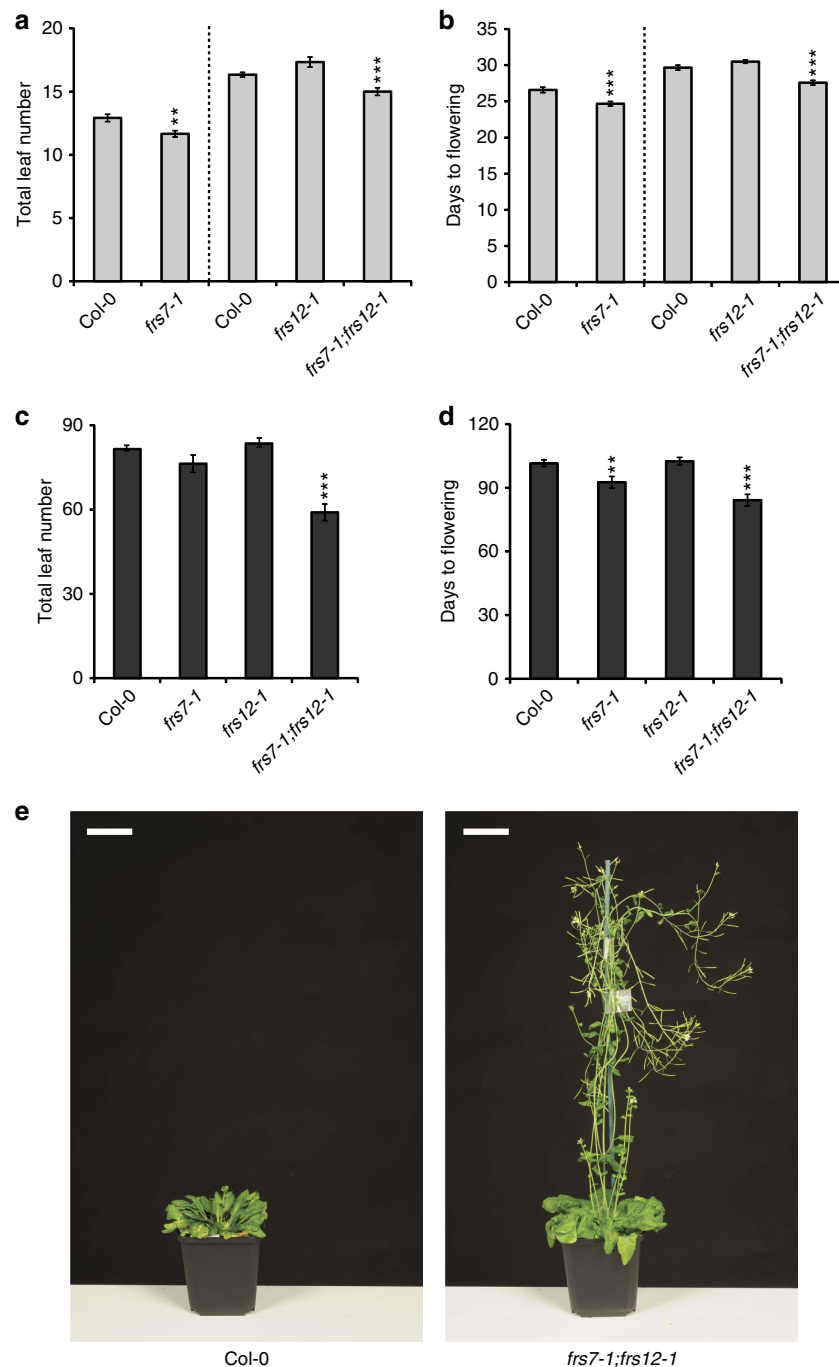 a
Total leaf number
20
15
10
5
0
**
***
Col-0
frs7-1
Col-0
frs12-1
frs7-1;frs12-1
b
Days to flowering
35
30
25
20
15
10
5
0
***
***
Col-0
frs7-1
Col-0
frs12-1
frs7-1;frs12-1
c
Total leaf number
90
60
30
0
***
Col-0
frs7-1
frs12-1
frs7-1;frs12-1
d
Days to flowering
120
90
60
30
0
**
***
Col-0
frs7-1
frs12-1
frs7-1;frs12-1
e
Col-0
frs7-1;frs12-1